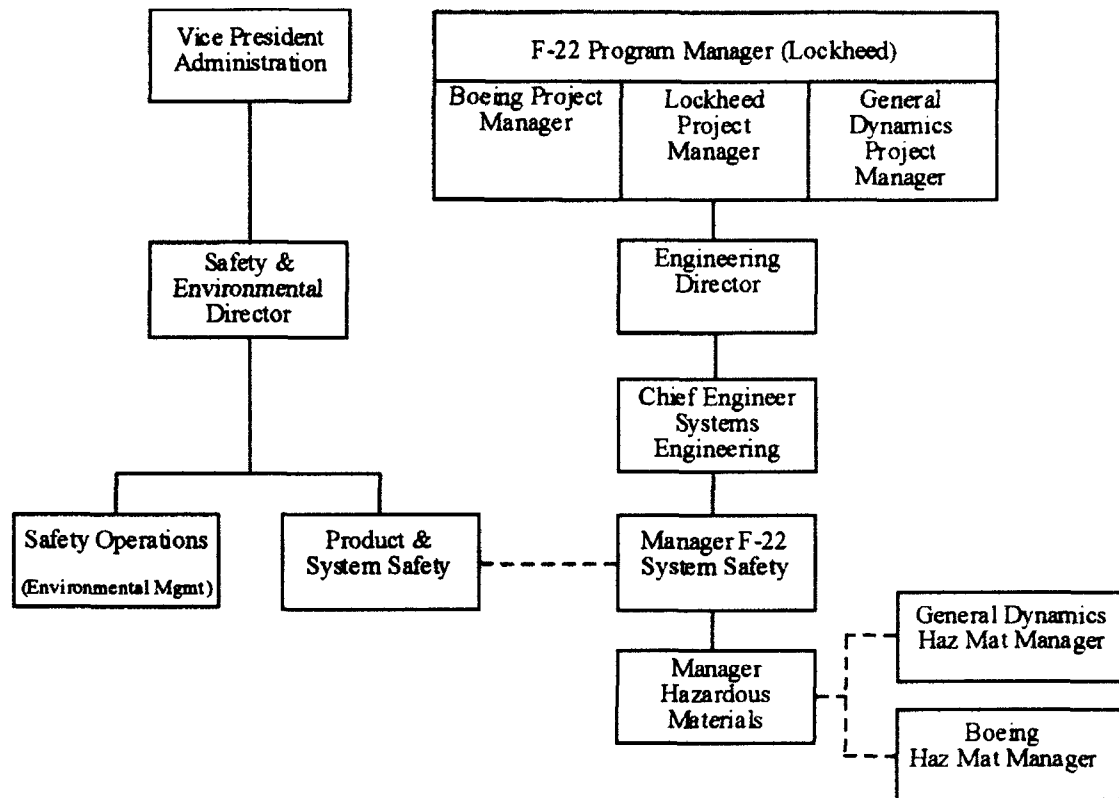 Vice President
Administration
F-22 Program Manager (Lockheed)
Boeing Project
Manager
Lockheed
Project
Manager
General
Dynamics
Project
Manager
Safety &
Environmental
Director
Engineering
Director
Chief Engineer
Systems
Engineering
Safety Operations
(Environmental Mgmt)
Product &
System Safety
Manager F-22
System Safety
Manager
Hazardous
Materials
General Dynamics
Haz Mat Manager
Boeing
Haz Mat Manager